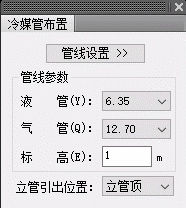 冷媒管布置
管线设置 >>
管线参数
液 管(Y): 6.35
气 管(Q): 12.70
标 高(E): 1 m
立管引出位置: 立管顶